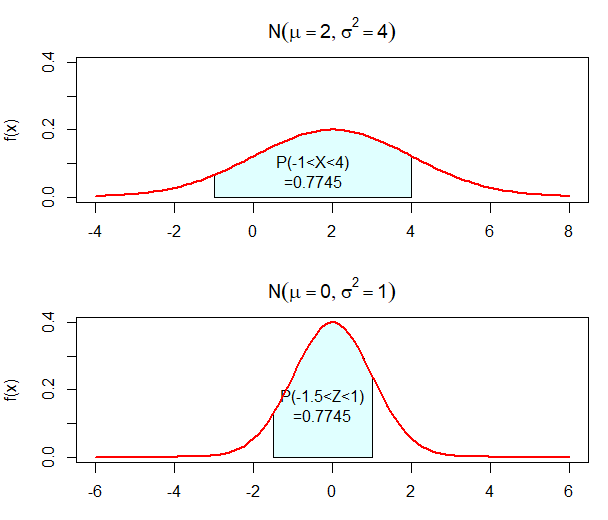 N(μ = 2, σ² = 4)
f(x)
0.4
0.2
0.0
P(-1<X<4)
=0.7745
-4 -2 0 2 4 6 8
N(μ = 0, σ² = 1)
f(x)
0.4
0.2
0.0
P(-1.5<Z<1)
=0.7745
-6 -4 -2 0 2 4 6